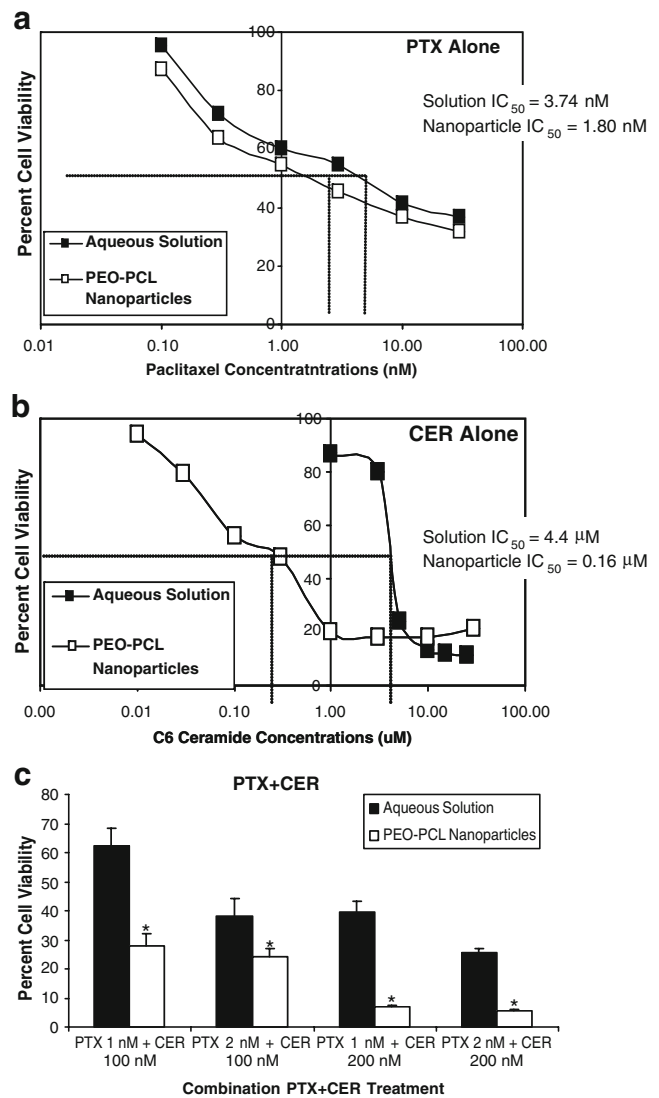 a
PTX Alone
100
80
60
40
20
0
Percent Cell Viability
Solution IC50 = 3.74 nM
Nanoparticle IC50 = 1.80 nM
Aqueous Solution
PEO-PCL
Nanoparticles
0.01 0.10 1.00 10.00 100.00
Paclitaxel Concentratntrations (nM)
b
CER Alone
100
80
60
40
20
0
Percent Cell Viability
Solution IC50 = 4.4 µM
Nanoparticle IC50 = 0.16 µM
Aqueous Solution
PEO-PCL
Nanoparticles
0.00 0.01 0.10 1.00 10.00 100.00
C6 Ceramide Concentrations (uM)
c
PTX+CER
80
70
60
50
40
30
20
10
0
Percent Cell Viability
Aqueous Solution
PEO-PCL Nanoparticles
* * * *
PTX 1 nM + CER PTX 2 nM + CER PTX 1 nM + CER PTX 2 nM + CER
100 nM 100 nM 200 nM 200 nM
Combination PTX+CER Treatment